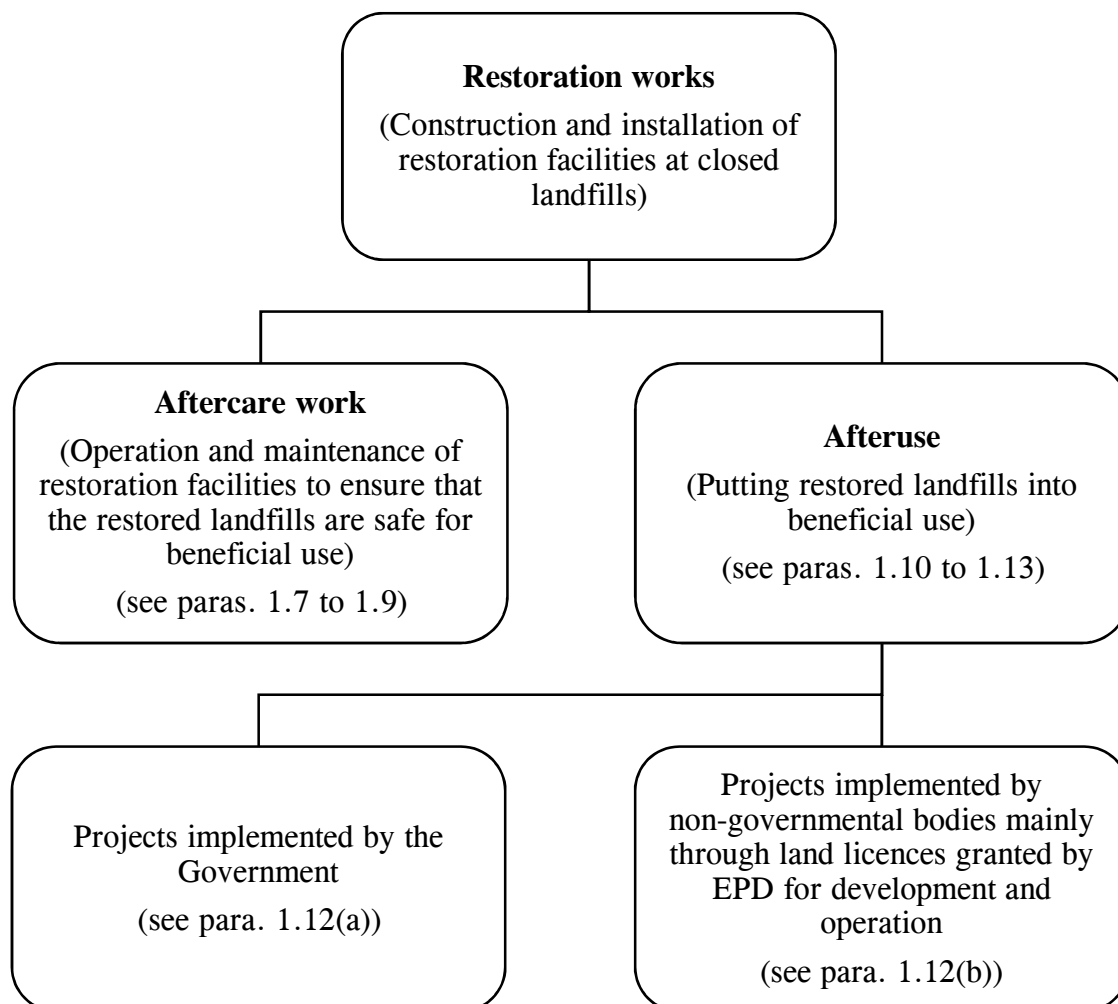 Restoration works
(Construction and installation of
restoration facilities at closed
landfills)
Aftercare work
(Operation and maintenance of
restoration facilities to ensure that
the restored landfills are safe for
beneficial use)
(see paras. 1.7 to 1.9)
Afteruse
(Putting restored landfills into
beneficial use)
(see paras. 1.10 to 1.13)
Projects implemented by the
Government
(see para. 1.12(a))
Projects implemented by
non-governmental bodies mainly
through land licences granted by
EPD for development and
operation
(see para. 1.12(b))